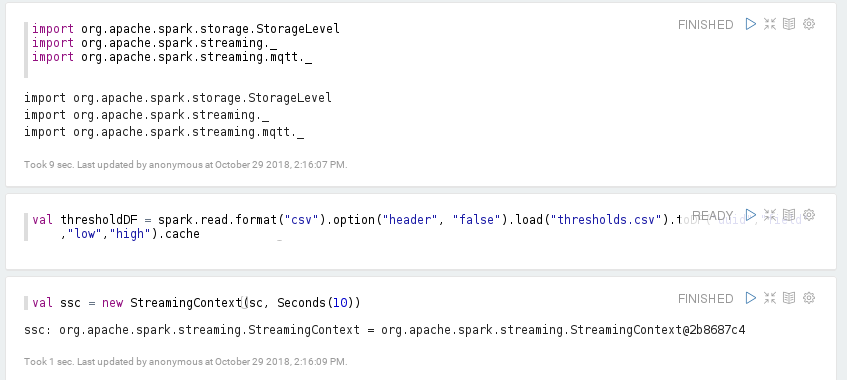 import org.apache.spark.storage.StorageLevel
import org.apache.spark.streaming._
import org.apache.spark.streaming.mqtt._
FINISHED
import org.apache.spark.storage.StorageLevel
import org.apache.spark.streaming._
import org.apache.spark.streaming.mqtt._
Took 9 sec. Last updated by anonymous at October 29 2018, 2:16:07 PM.
val thresholdDF = spark.read.format("csv").option("header", "false").load("thresholds.csv").t
READY
,"low","high").cache
val ssc = new StreamingContext(sc, Seconds(10))
FINISHED
ssc: org.apache.spark.streaming.StreamingContext = org.apache.spark.streaming.StreamingContext@2b8687c4
Took 1 sec. Last updated by anonymous at October 29 2018, 2:16:09 PM.